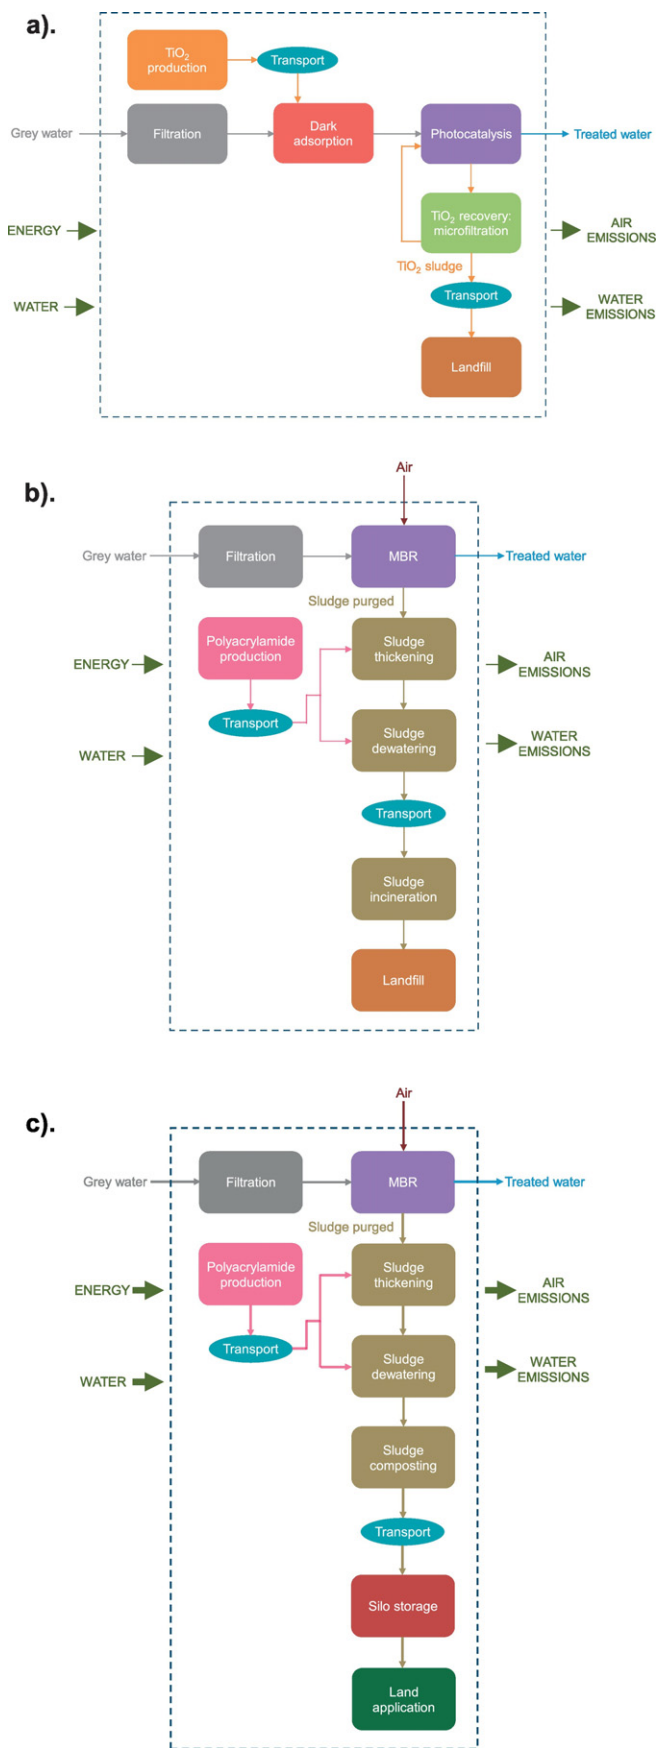 a).
TiO₂
production
Transport
Grey water
Filtration
Dark
adsorption
Photocatalysis
Treated water
ENERGY
TiO₂ recovery:
microfiltration
AIR
EMISSIONS
TiO₂ sludge
WATER
Transport
WATER
EMISSIONS
Landfill
b).
Air
Grey water
Filtration
MBR
Treated water
Sludge purged
Polyacrylamide
production
Sludge
thickening
ENERGY
AIR
EMISSIONS
Transport
Sludge
dewatering
WATER
WATER
EMISSIONS
Transport
Sludge
incineration
Landfill
c).
Air
Grey water
Filtration
MBR
Treated water
Sludge purged
Polyacrylamide
production
Sludge
thickening
ENERGY
AIR
EMISSIONS
Transport
Sludge
dewatering
WATER
WATER
EMISSIONS
Sludge
composting
Transport
Silo storage
Land
application